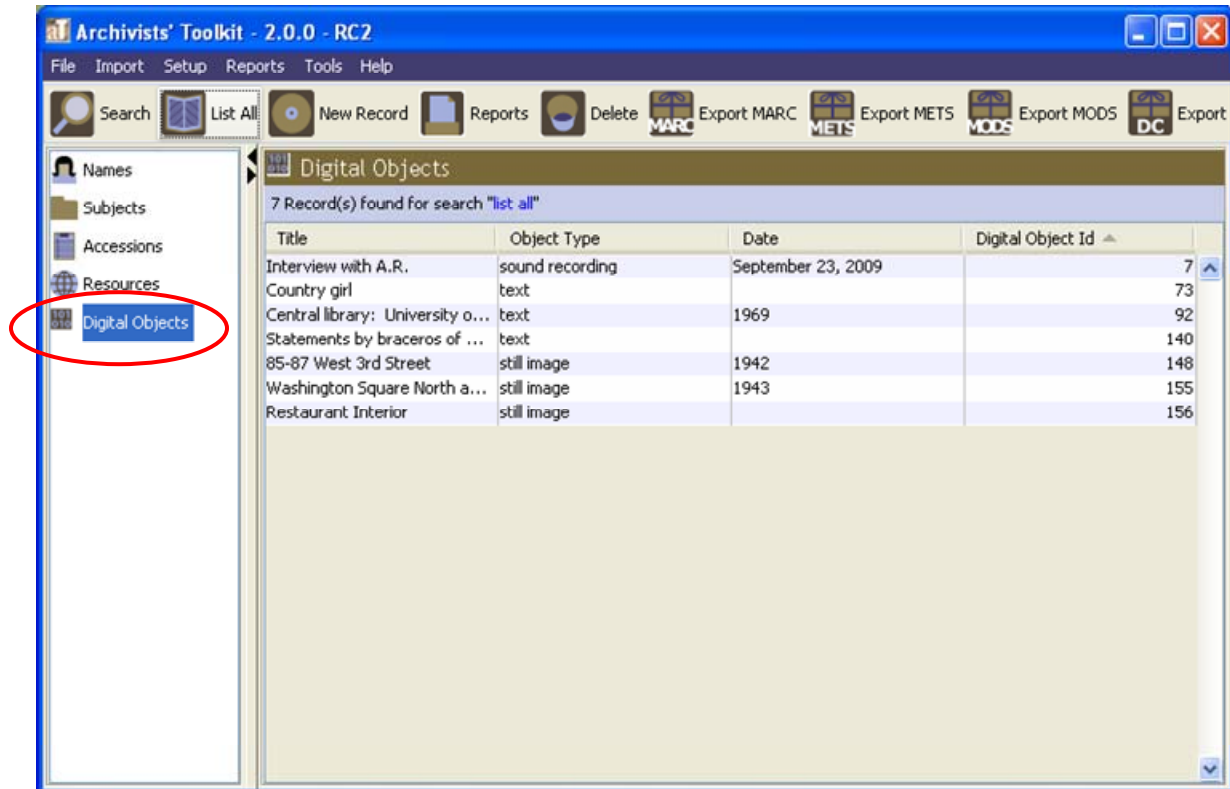 Archivists' Toolkit - 2.0.0 - RC2
File Import Setup Reports Tools Help
Search List All New Record Reports Delete MARC Export MARC METS Export METS MODS Export MODS DC Export
Names
Subjects
Accessions
Resources
Digital Objects
Digital Objects
7 Record(s) found for search "list all"
Title Object Type Date Digital Object Id
Interview with A.R. sound recording September 23, 2009 7
Country girl text 73
Central library: University o... text 1969 92
Statements by braceros of ... text 140
85-87 West 3rd Street still image 1942 148
Washington Square North a... still image 1943 155
Restaurant Interior still image 156